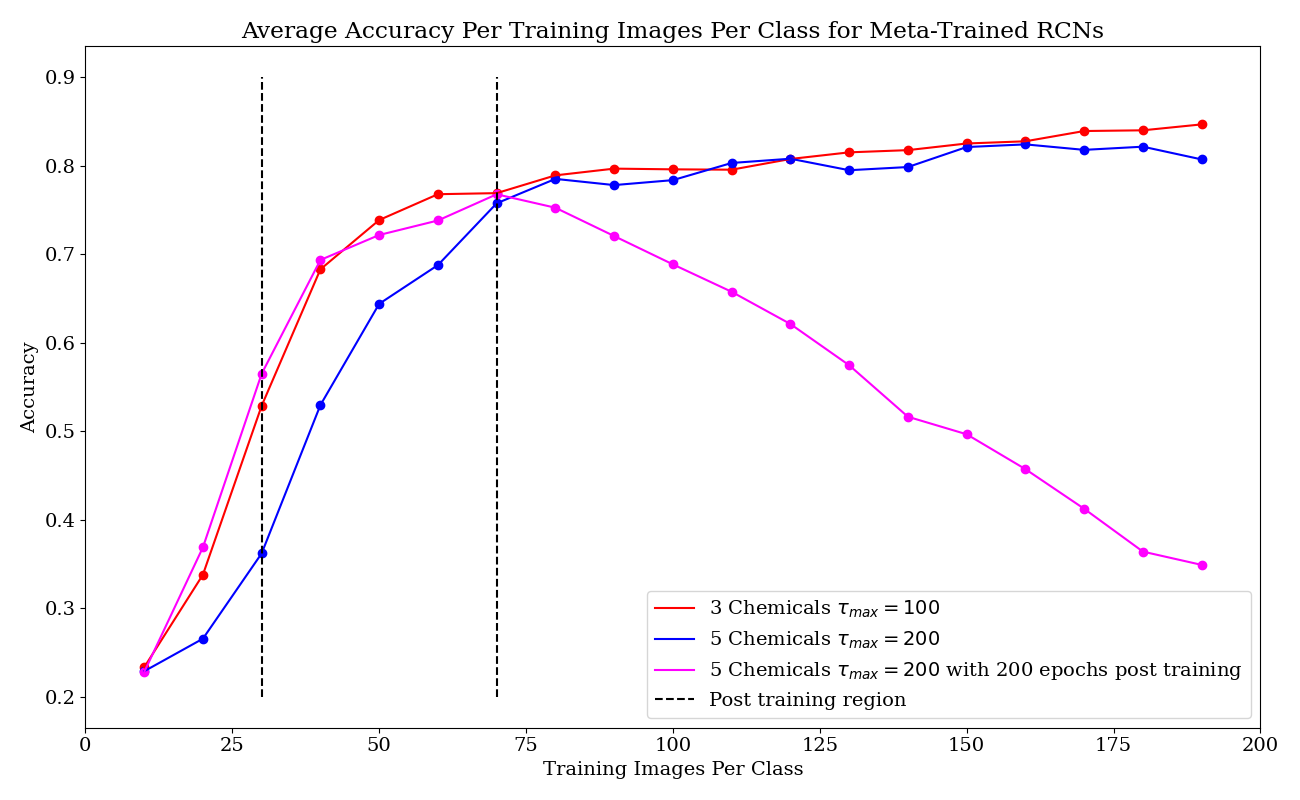 Average Accuracy Per Training Images Per Class for Meta-Trained RCNs
0.9
0.8
0.7
0.6
0.5
0.4
0.3
0.2
Accuracy
3 Chemicals τmax = 100
5 Chemicals τmax = 200
5 Chemicals τmax = 200 with 200 epochs post training
Post training region
0 25 50 75 100 125 150 175 200
Training Images Per Class